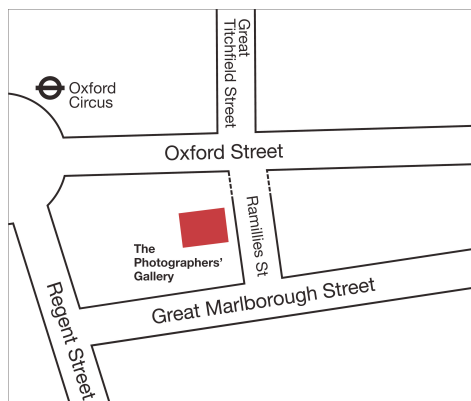 Great
Titchfield Street
Oxford
Circus
Oxford Street
Ramillies St
The
Photographers'
Gallery
Great Marlborough Street
Regent Street